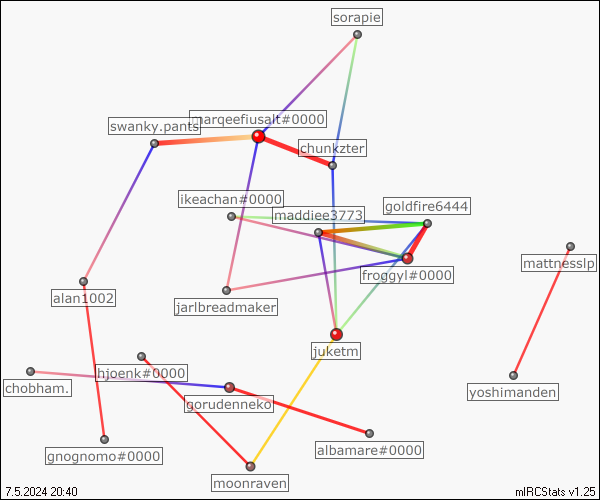 sorapie
marqeefiusalt#0000
swanky.pants
chunkzter
ikeachan#0000
goldfire6444
maddiee3773
mattnesslp
froggyl#0000
alan1002
jarlbreadmaker
juketm
hjoenk#0000
chobham.
yoshimanden
gorudenneko
albamare#0000
gnognomo#0000
moonraven
7.5.2024 20:40
mIRCStats v1.25